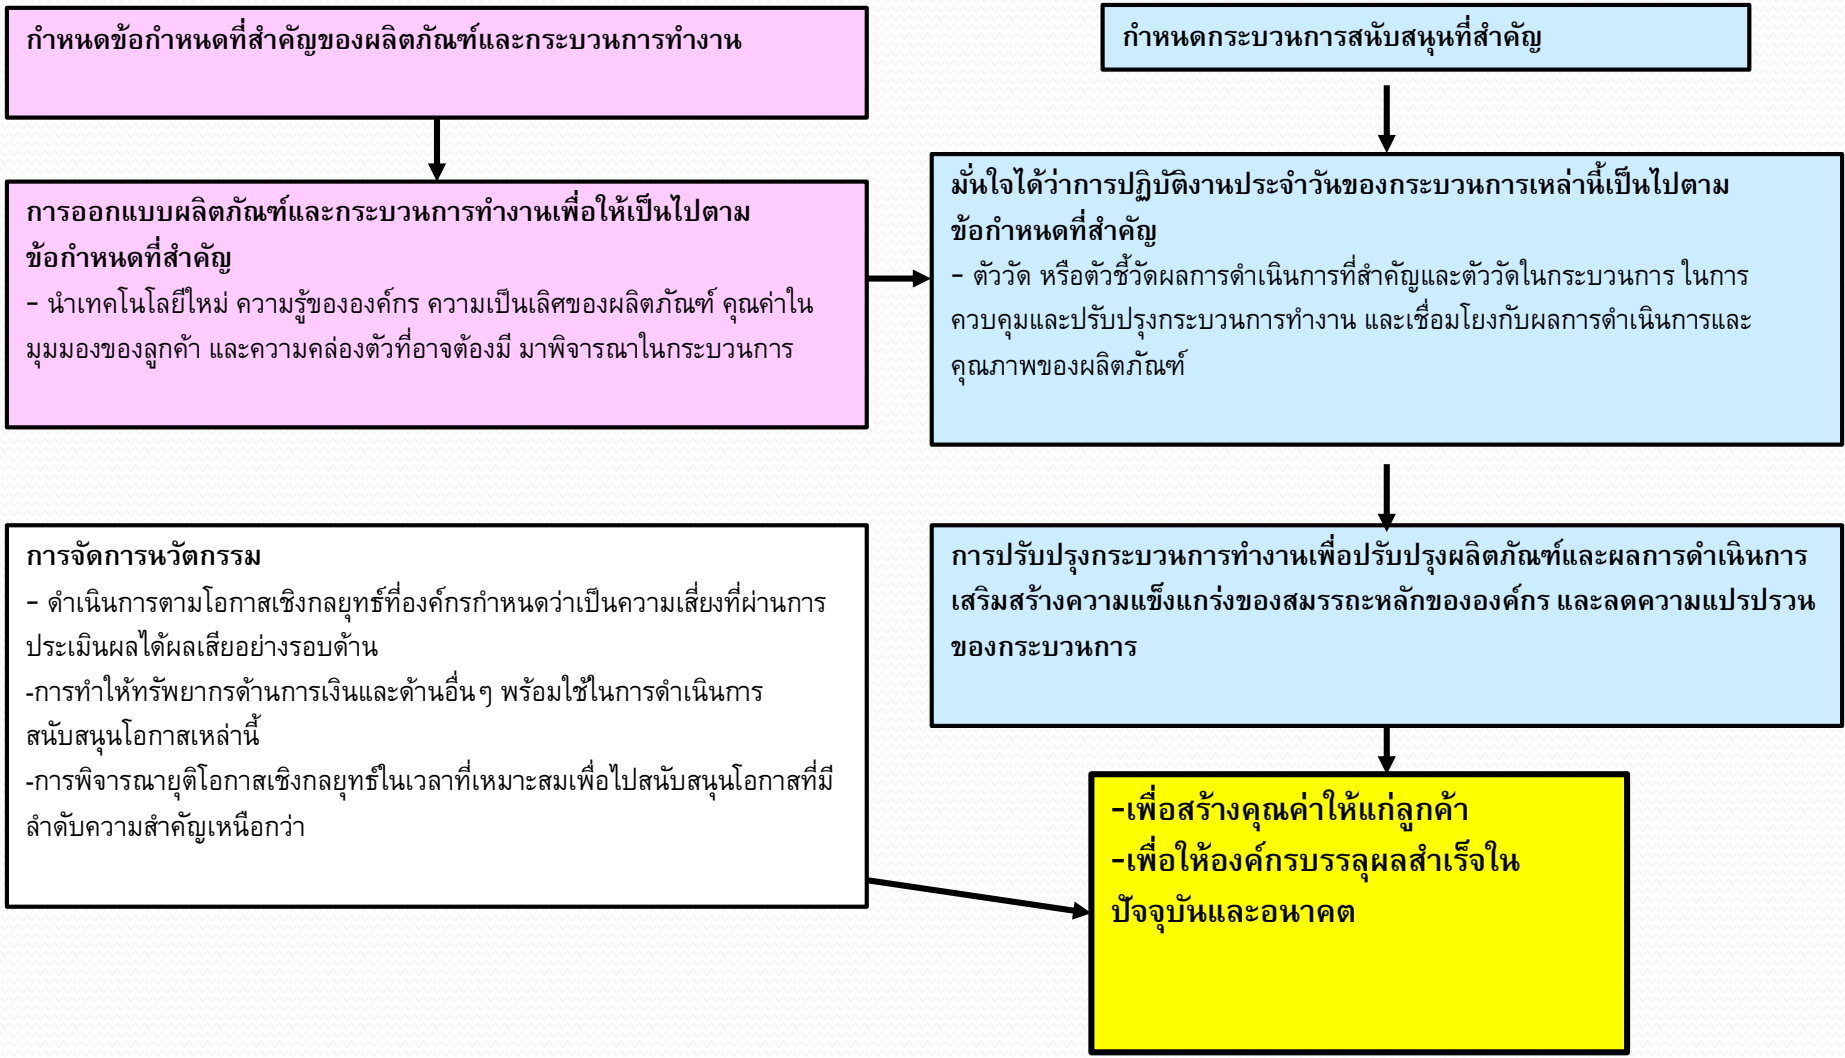 กำหนดข้อกำหนดที่สำคัญของผลิตภัณฑ์และกระบวนการทำงาน
กำหนดกระบวนการสนับสนุนที่สำคัญ
การออกแบบผลิตภัณฑ์และกระบวนการทำงานเพื่อให้เป็นไปตาม
ข้อกำหนดที่สำคัญ
- นำเทคโนโลยีใหม่ ความรู้ขององค์กร ความเป็นเลิศของผลิตภัณฑ์ คุณค่าใน
มุมมองของลูกค้า และความคล่องตัวที่อาจต้องมี มาพิจารณาในกระบวนการ
มั่นใจได้ว่าการปฏิบัติงานประจำวันของกระบวนการเหล่านี้เป็นไปตาม
ข้อกำหนดที่สำคัญ
- ตัววัด หรือตัวชี้วัดผลการดำเนินการที่สำคัญและตัววัดในกระบวนการ ในการ
ควบคุมและปรับปรุงกระบวนการทำงาน และเชื่อมโยงกับผลการดำเนินการและ
คุณภาพของผลิตภัณฑ์
การจัดการนวัตกรรม
- ดำเนินการตามโอกาสเชิงกลยุทธ์ที่องค์กรกำหนดว่าเป็นความเสี่ยงที่ผ่านการ
ประเมินผลได้ผลเสียอย่างรอบด้าน
-การทำให้ทรัพยากรด้านการเงินและด้านอื่นๆ พร้อมใช้ในการดำเนินการ
สนับสนุนโอกาสเหล่านี้
-การพิจารณายุติโอกาสเชิงกลยุทธ์ในเวลาที่เหมาะสมเพื่อไปสนับสนุนโอกาสที่มี
ลำดับความสำคัญเหนือกว่า
การปรับปรุงกระบวนการทำงานเพื่อปรับปรุงผลิตภัณฑ์และผลการดำเนินการ
เสริมสร้างความแข็งแกร่งของสมรรถะหลักขององค์กร และลดความแปรปรวน
ของกระบวนการ
-เพื่อสร้างคุณค่าให้แก่ลูกค้า
-เพื่อให้องค์กรบรรลุผลสำเร็จใน
ปัจจุบันและอนาคต